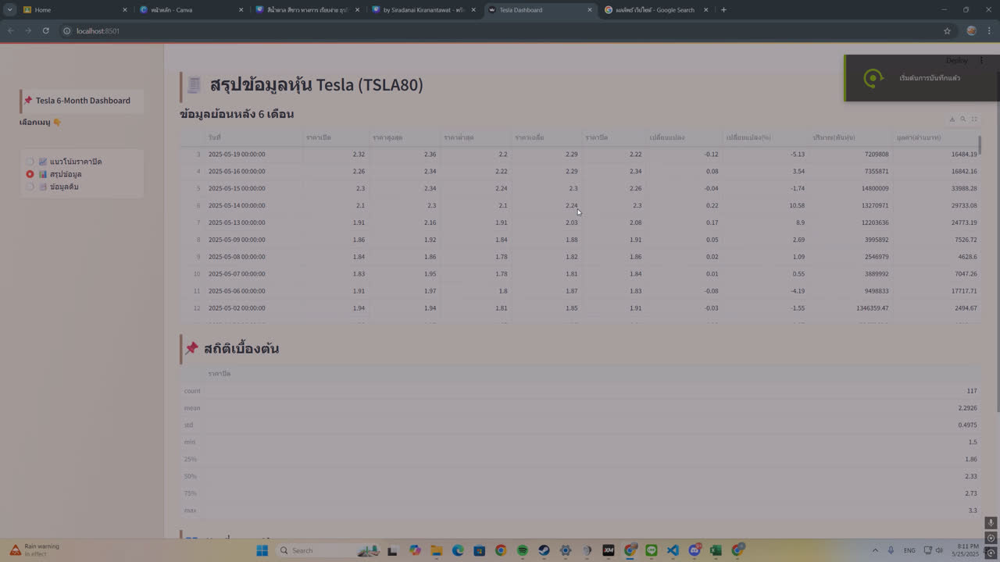 Home
หน้าหลัก - Canva
สีน้ำตาล สีขาว ทางการ เรียบง่าย ธุรกิ
by Siradanai Kiranantawat - พรี
Tesla Dashboard
ผลลัพธ์ เว็ปไซต์ - Google Search
localhost:8501
Deploy
เริ่มต้นการบันทึกแล้ว
📌 Tesla 6-Month Dashboard
เลือกเมนู 👇
📈 แนวโน้มราคาปิด
📊 สรุปข้อมูล
📑 ข้อมูลดิบ
🧾 สรุปข้อมูลหุ้น Tesla (TSLA80)
ข้อมูลย้อนหลัง 6 เดือน
วันที่ ราคาเปิด ราคาสูงสุด ราคาต่ำสุด ราคาเฉลี่ย ราคาปิด เปลี่ยนแปลง เปลี่ยนแปลง(%) ปริมาณ(พันหุ้น) มูลค่า(ล้านบาท)
3 2025-05-19 00:00:00 2.32 2.36 2.2 2.29 2.22 -0.12 -5.13 7209808 16484.19
4 2025-05-16 00:00:00 2.26 2.34 2.22 2.29 2.34 0.08 3.54 7355871 16842.16
5 2025-05-15 00:00:00 2.3 2.34 2.24 2.3 2.26 -0.04 -1.74 14800009 33988.28
6 2025-05-14 00:00:00 2.1 2.3 2.1 2.24 2.3 0.22 10.58 13270971 29733.08
7 2025-05-13 00:00:00 1.91 2.16 1.91 2.03 2.08 0.17 8.9 12203636 24773.19
8 2025-05-09 00:00:00 1.86 1.92 1.84 1.88 1.91 0.05 2.69 3995892 7526.72
9 2025-05-08 00:00:00 1.84 1.86 1.78 1.82 1.86 0.02 1.09 2546979 4628.6
10 2025-05-07 00:00:00 1.83 1.95 1.78 1.81 1.84 0.01 0.55 3889992 7047.26
11 2025-05-06 00:00:00 1.91 1.97 1.8 1.87 1.83 -0.08 -4.19 9498833 17717.71
12 2025-05-02 00:00:00 1.94 1.94 1.81 1.85 1.91 -0.03 -1.55 1346359.47 2494.67
📌 สถิติเบื้องต้น
ราคาปิด
count 117
mean 2.2926
std 0.4975
min 1.5
25% 1.86
50% 2.33
75% 2.73
max 3.3
Rain warning
In effect
Search
ENG
8:11 PM
5/25/2025